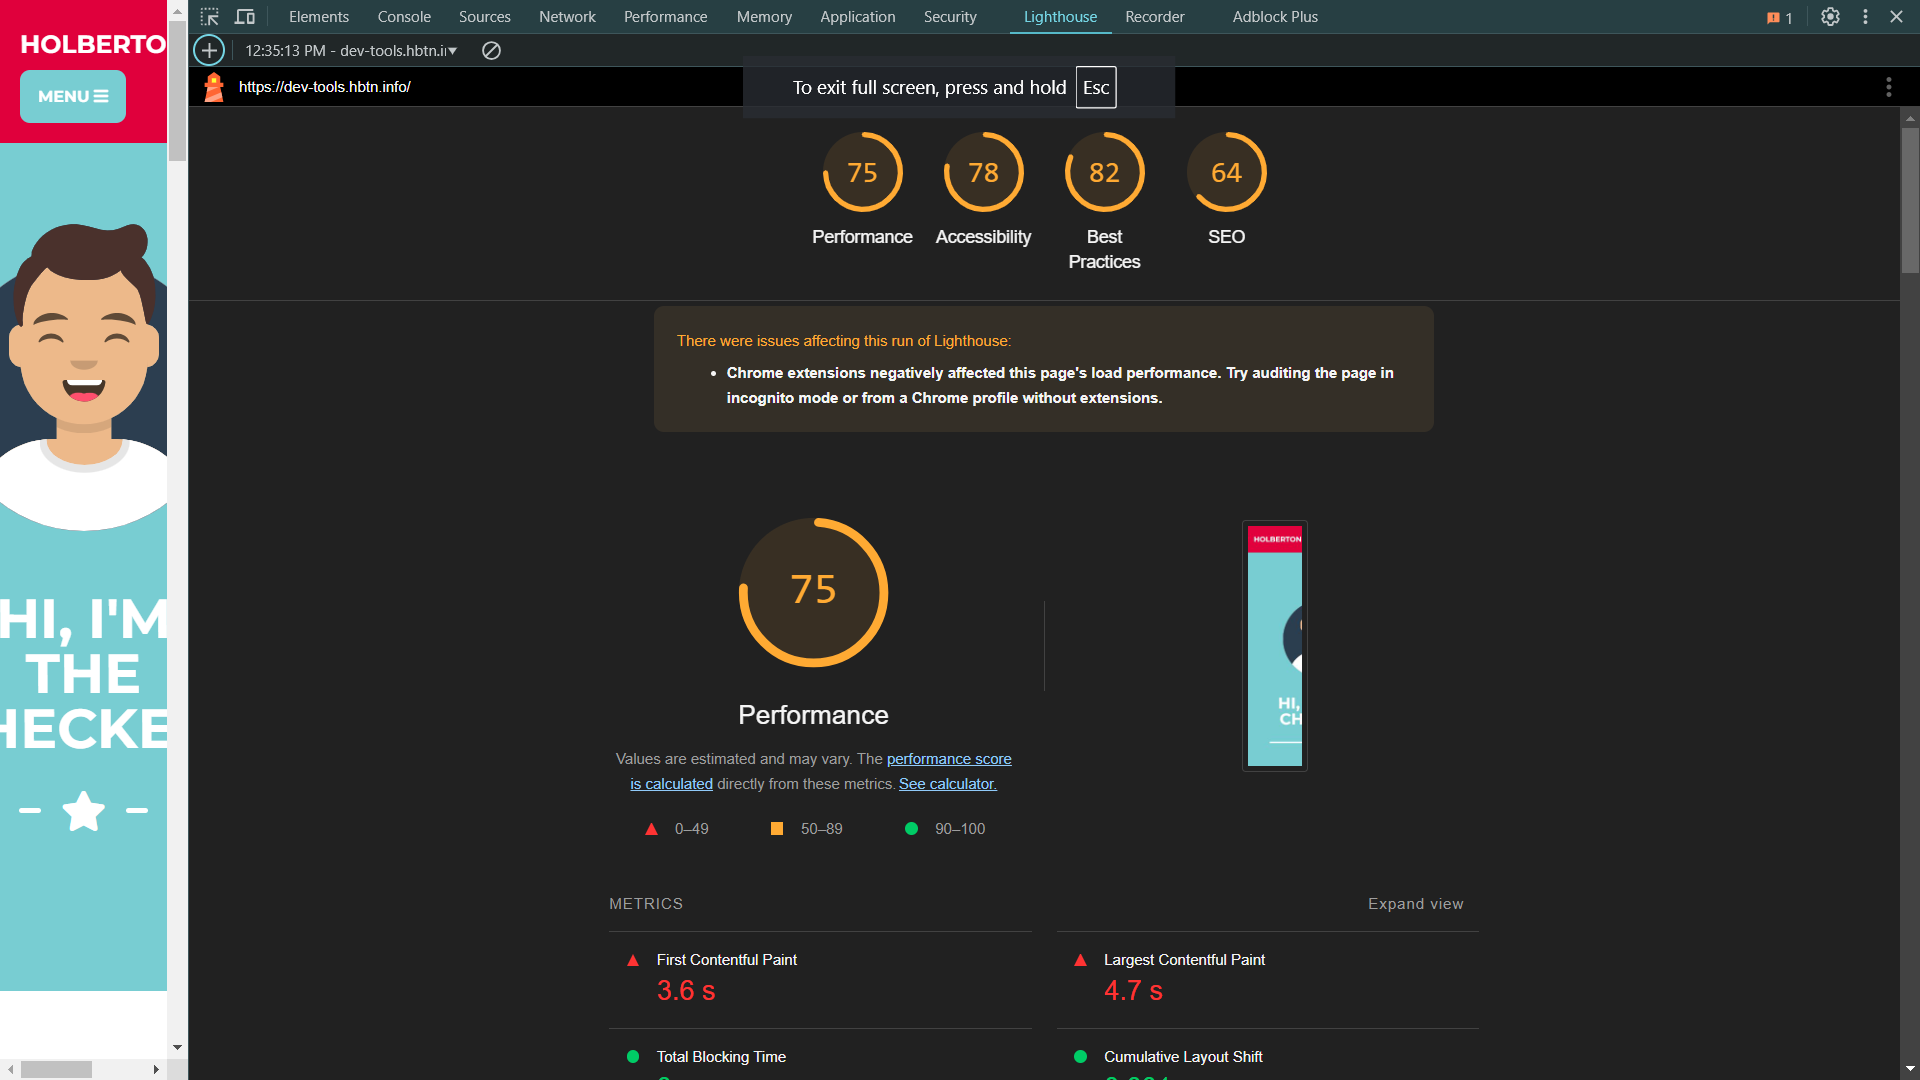 Elements Console Sources Network Performance Memory Application Security Lighthouse Recorder Adblock Plus 1
12:35:13 PM - dev-tools.hbtn.i
https://dev-tools.hbtn.info/
To exit full screen, press and hold Esc
HOLBERTO
MENU
HI, I'M
THE
HECKE
75 78 82 64
Performance Accessibility Best Practices SEO
There were issues affecting this run of Lighthouse:
Chrome extensions negatively affected this page's load performance. Try auditing the page in
incognito mode or from a Chrome profile without extensions.
75
Performance
Values are estimated and may vary. The performance score
is calculated directly from these metrics. See calculator.
0–49 50–89 90–100
HOLBERTON
HI,
CH
METRICS Expand view
First Contentful Paint
3.6 s
Largest Contentful Paint
4.7 s
Total Blocking Time
Cumulative Layout Shift